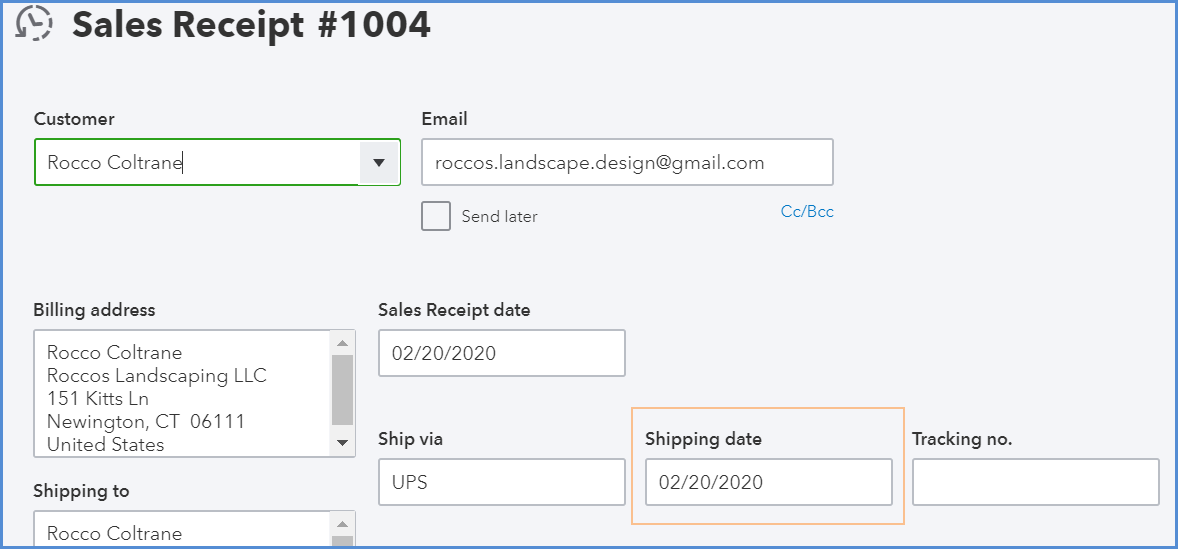 Sales Receipt #1004
Customer
Email
Rocco Coltrane
roccos.landscape.design@gmail.com
Send later
Cc/Bcc
Billing address
Sales Receipt date
Rocco Coltrane
Roccos Landscaping LLC
151 Kitts Ln
Newington, CT 06111
United States
02/20/2020
Ship via
Shipping date
Tracking no.
UPS
02/20/2020
Shipping to
Rocco Coltrane